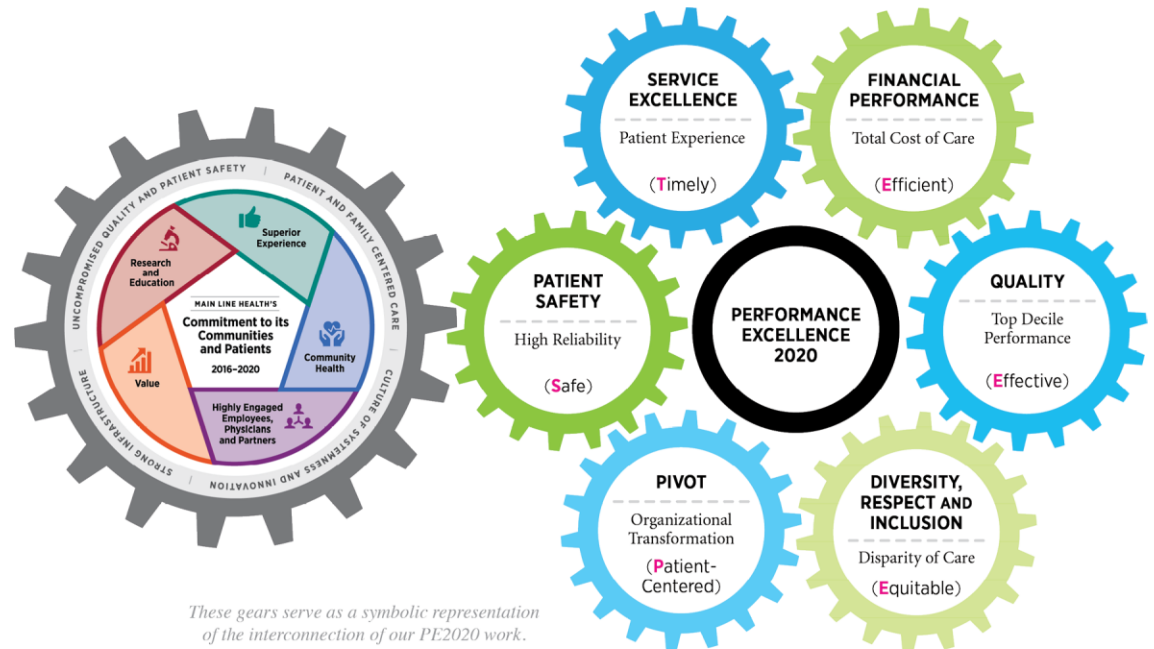 UNCOMPROMISED QUALITY AND PATIENT SAFETY | PATIENT AND FAMILY CENTERED CARE | CULTURE OF SYSTEMNESS AND INNOVATION | STRONG INFRASTRUCTURE |
Superior
Experience
Research
and
Education
MAIN LINE HEALTH'S
Commitment to its
Communities
and Patients
2016–2020
Community
Health
Value
Highly Engaged
Employees,
Physicians
and Partners
SERVICE
EXCELLENCE
Patient Experience
(Timely)
FINANCIAL
PERFORMANCE
Total Cost of Care
(Efficient)
PATIENT
SAFETY
High Reliability
(Safe)
PERFORMANCE
EXCELLENCE
2020
QUALITY
Top Decile
Performance
(Effective)
PIVOT
Organizational
Transformation
(Patient-
Centered)
DIVERSITY,
RESPECT AND
INCLUSION
Disparity of Care
(Equitable)
These gears serve as a symbolic representation
of the interconnection of our PE2020 work.